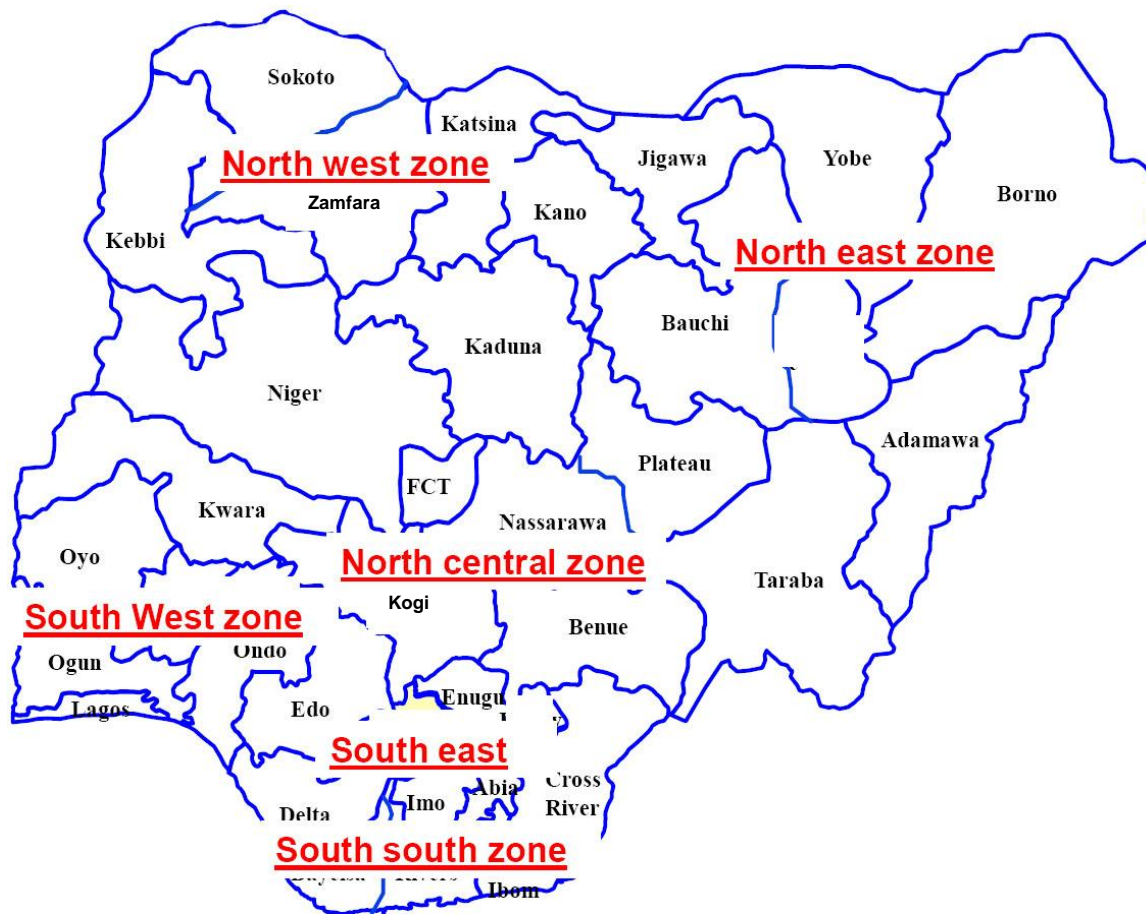 Sokoto
Katsina
North west zone
Jigawa
Yobe
Zamfara
Kano
Borno
Kebbi
North east zone
Bauchi
Kaduna
Niger
Adamawa
Plateau
FCT
Kwara
Nassarawa
Oyo
North central zone
Taraba
Kogi
South West zone
Benue
Ogun
Ondo
Enugu
Lagos
Edo
South east
Cross
River
Abia
Imo
Delta
South south zone
Ibom